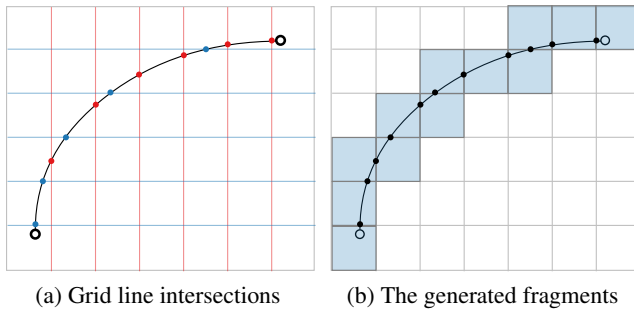 (a) Grid line intersections
(b) The generated fragments